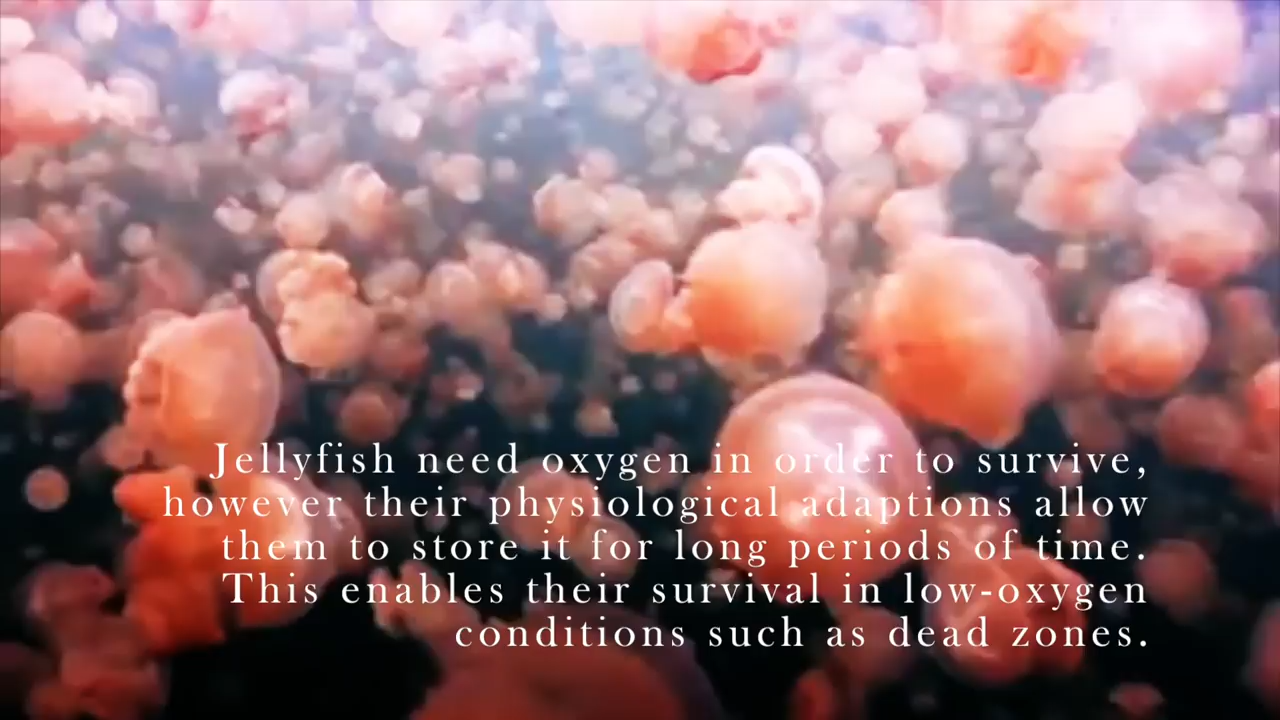 Jellyfish need oxygen in order to survive,
however their physiological adaptions allow
them to store it for long periods of time.
This enables their survival in low-oxygen
conditions such as dead zones.